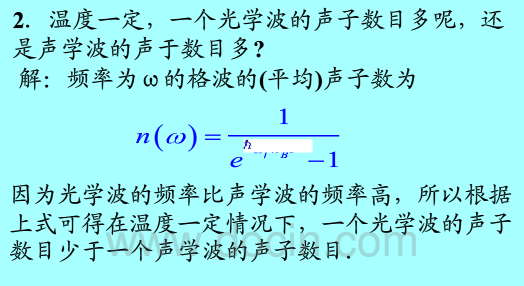 2. 温度一定，一个光学波的声子数目多呢，还
是声学波的声于数目多?
解：频率为ω的格波的(平均)声子数为
n(ω) = 1 / (e −1)
因为光学波的频率比声学波的频率高，所以根据
上式可得在温度一定情况下，一个光学波的声子
数目少于一个声学波的声子数目.